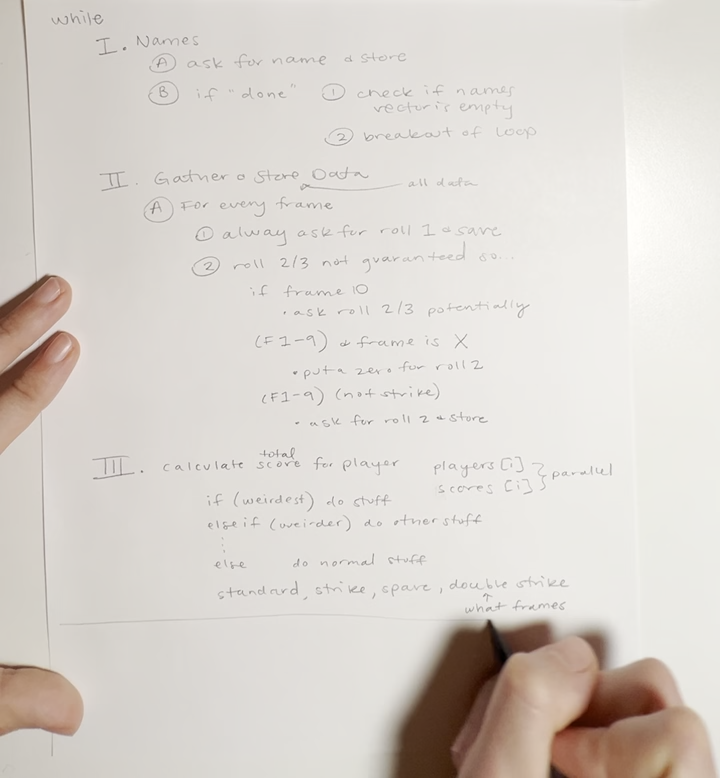 while
I. Names
(A) ask for name & store
(B) if "done" (1) check if names
vector is empty
(2) breakout of loop
II. Gather & Store Data
all data
(A) For every frame
(1) alway ask for roll 1 & save
(2) roll 2/3 not guaranteed so...
if frame 10
• ask roll 2/3 potentially
(F1-9) & frame is X
• put a zero for roll 2
(F1-9) (not strike)
• ask for roll 2 & store
III. calculate total score for player players[i] } parallel
scores [i]
if (weirdest) do stuff
else if (weirder) do other stuff
⋮
else do normal stuff
standard, strike, spare, double strike
↑
what frames